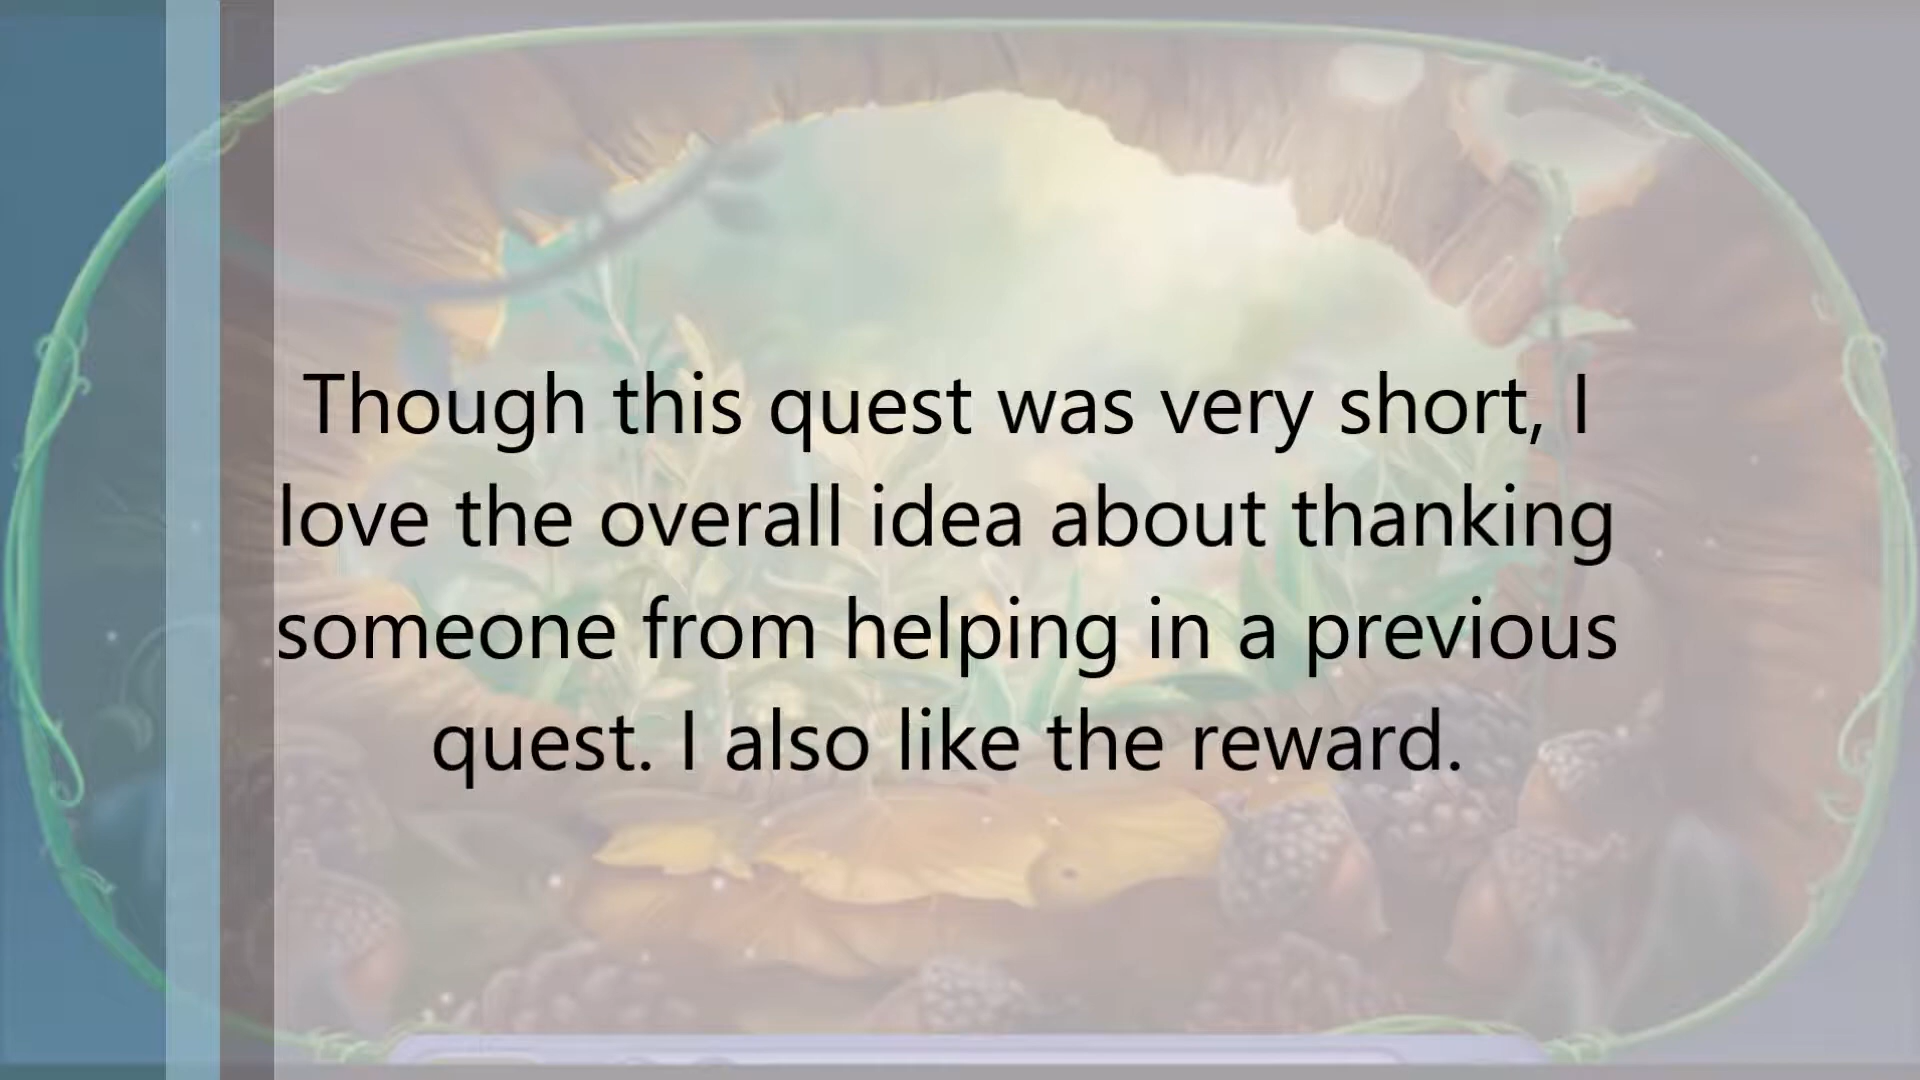 Though this quest was very short, I
love the overall idea about thanking
someone from helping in a previous
quest. I also like the reward.